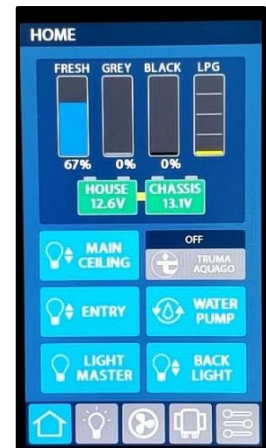 HOME
FRESH GREY BLACK LPG
67% 0% 0%
HOUSE CHASSIS
12.6V 13.1V
MAIN
CEILING
OFF
TRUMA
AQUAGO
ENTRY
WATER
PUMP
LIGHT
MASTER
BACK
LIGHT